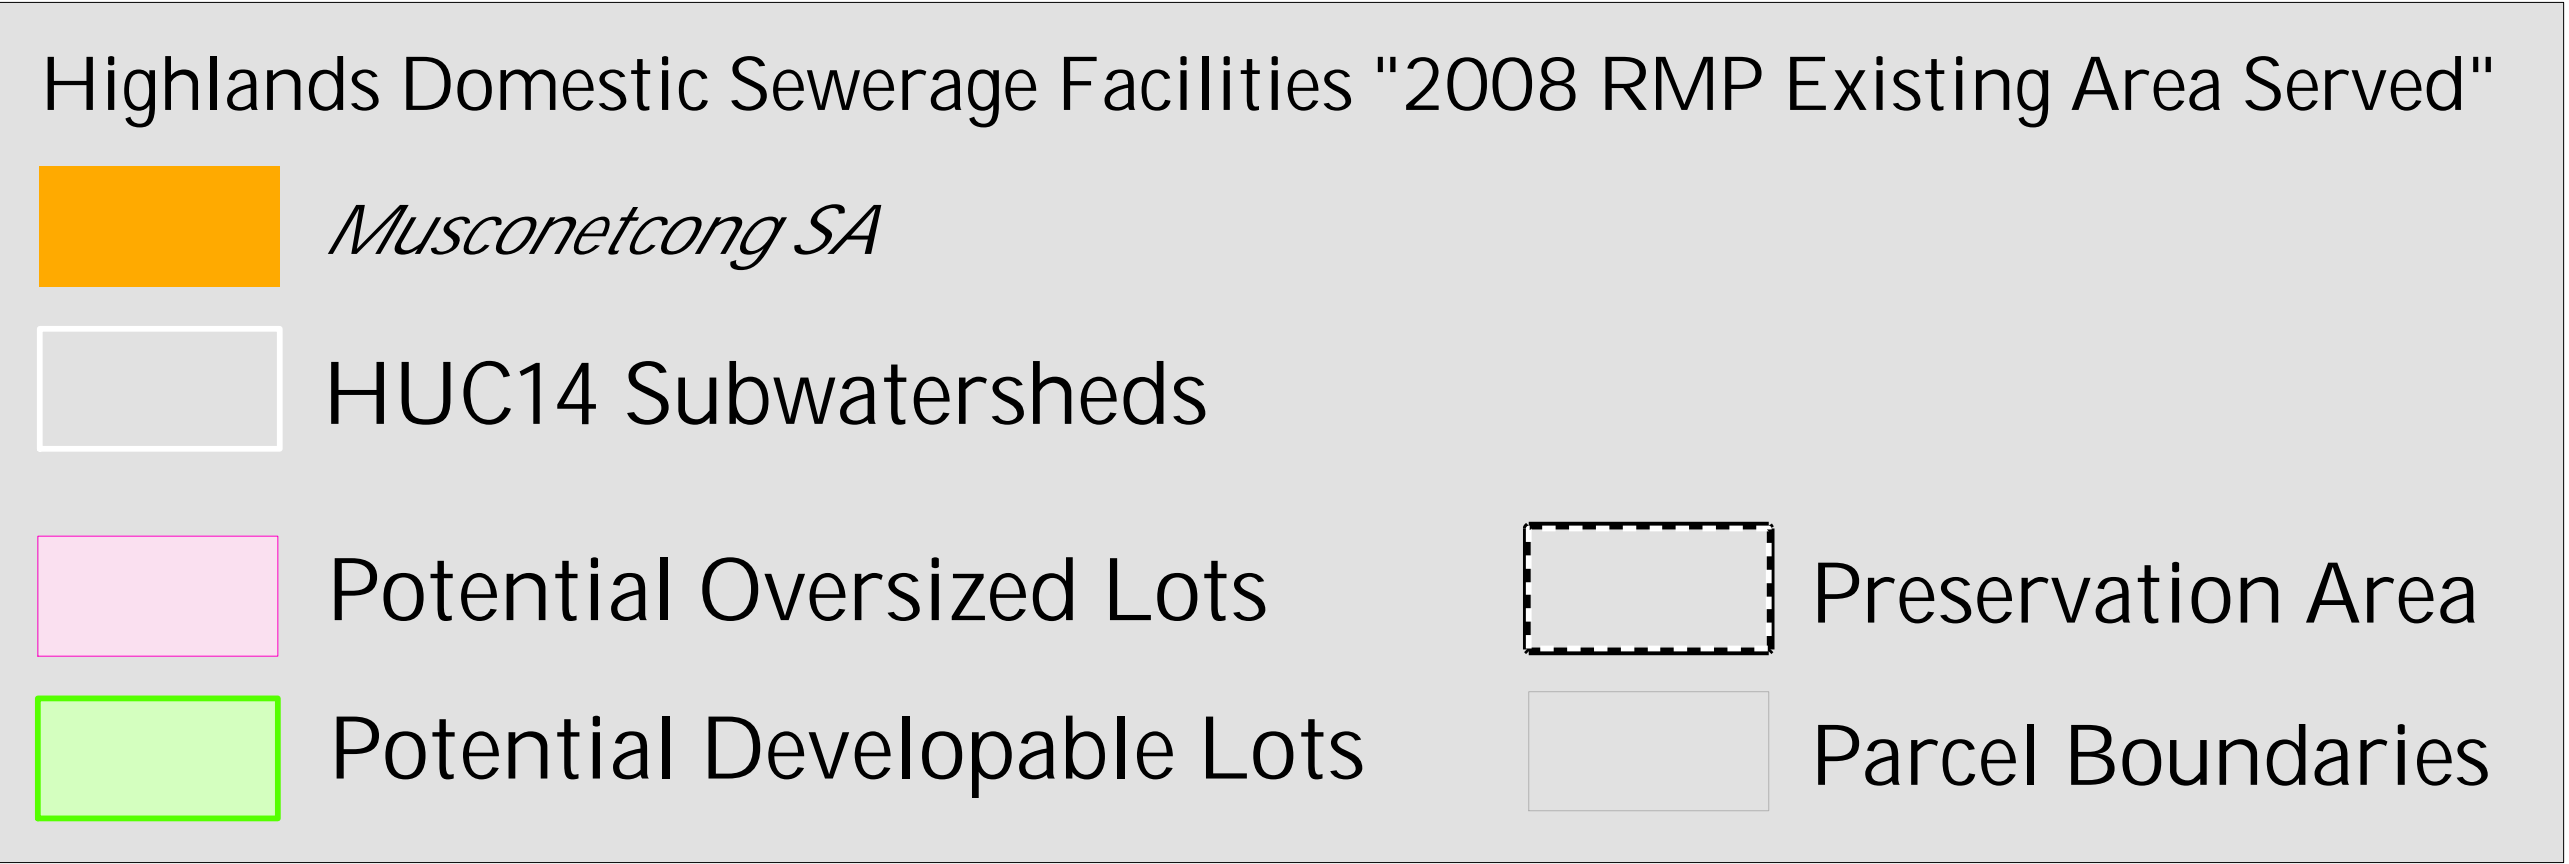 Highlands Domestic Sewerage Facilities "2008 RMP Existing Area Served"
Musconetcong SA
HUC14 Subwatersheds
Potential Oversized Lots
Preservation Area
Potential Developable Lots
Parcel Boundaries